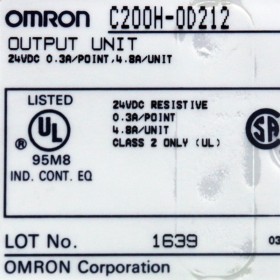 OMRON C200H-OD212
OUTPUT UNIT
24VDC 0.3A/POINT, 4.8A/UNIT
LISTED
UL
®
95M8
IND. CONT. EQ
24VDC RESISTIVE
0.3A/POINT
4.8A/UNIT
CLASS 2 ONLY (UL)
SA
LOT No. 1639 03
OMRON Corporation